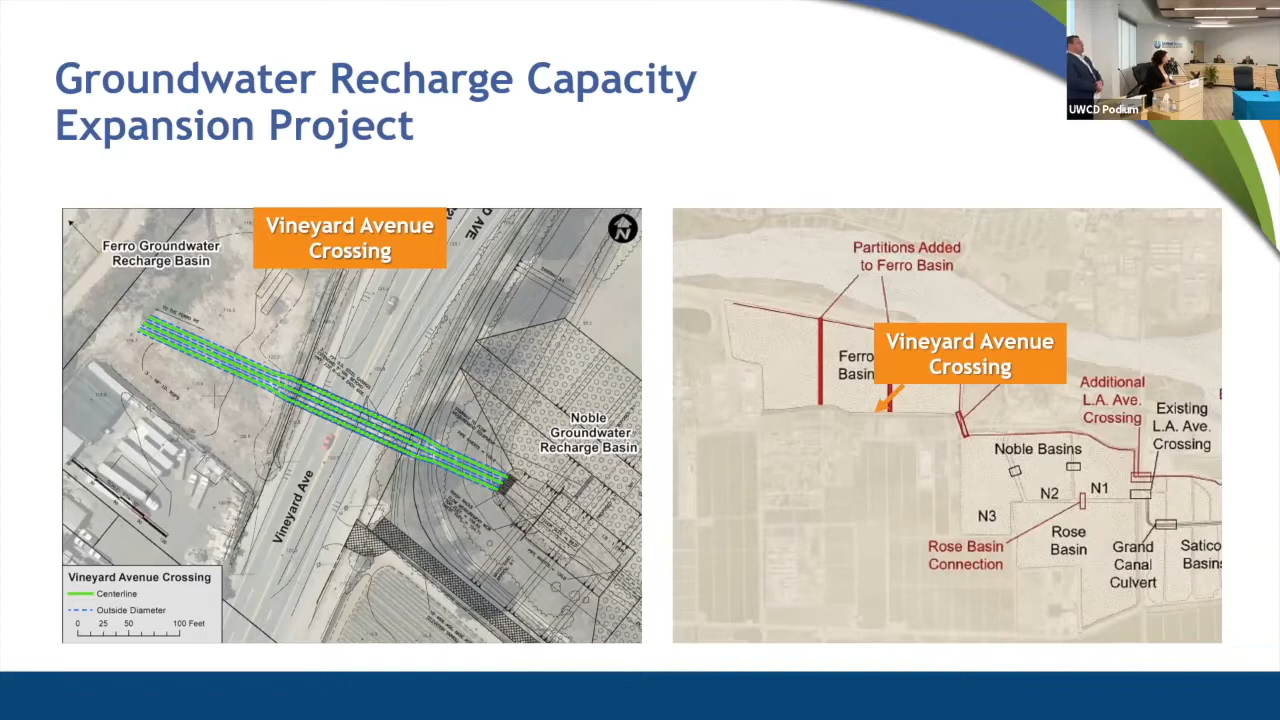 Groundwater Recharge Capacity
Expansion Project
UWCD Podium
Vineyard Avenue
Crossing
Ferro Groundwater
Recharge Basin
N
Noble
Groundwater
Recharge Basin
Vineyard Ave
Vineyard Avenue Crossing
Centerline
Outside Diameter
0 25 50 100 Feet
Partitions Added
to Ferro Basin
Vineyard Avenue
Crossing
Ferro
Basin
Additional
L.A. Ave.
Crossing
Existing
L.A. Ave.
Crossing
Noble Basins
N1
N2
N3
Rose Basin
Connection
Rose
Basin
Grand
Canal
Culvert
Satico
Basins